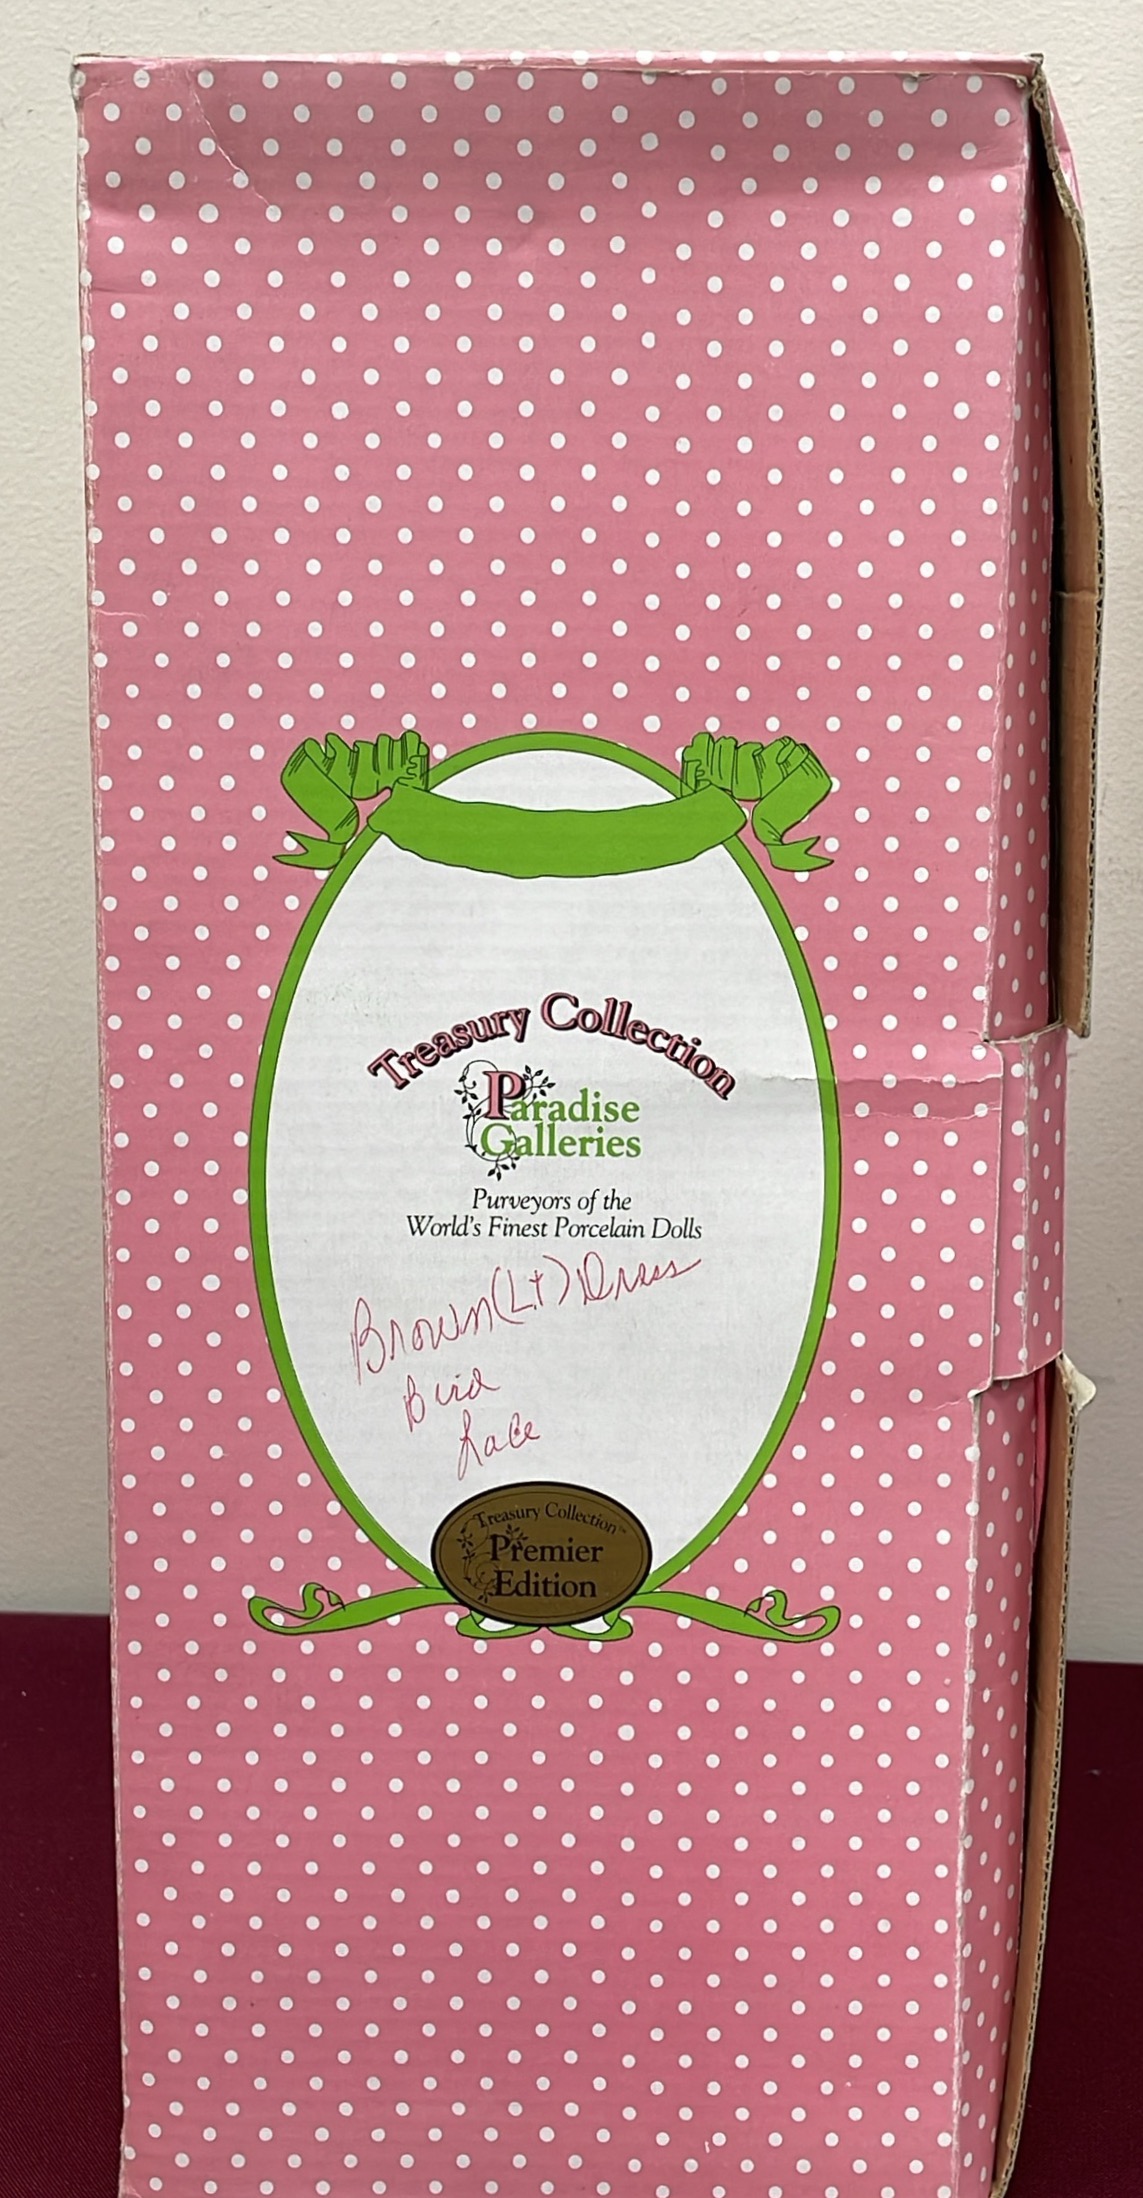 Treasury Collection
Paradise
Galleries
Purveyors of the
World's Finest Porcelain Dolls
Brown (Lt) Dress
Bird
Lace
Treasury Collection™
Premier
Edition